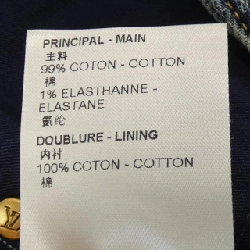 PRINCIPAL - MAIN
主料
99% COTON - COTTON
棉
1% ELASTHANNE -
ELASTANE
氨纶
DOUBLURE - LINING
内衬
100% COTON - COTTON
棉
LV